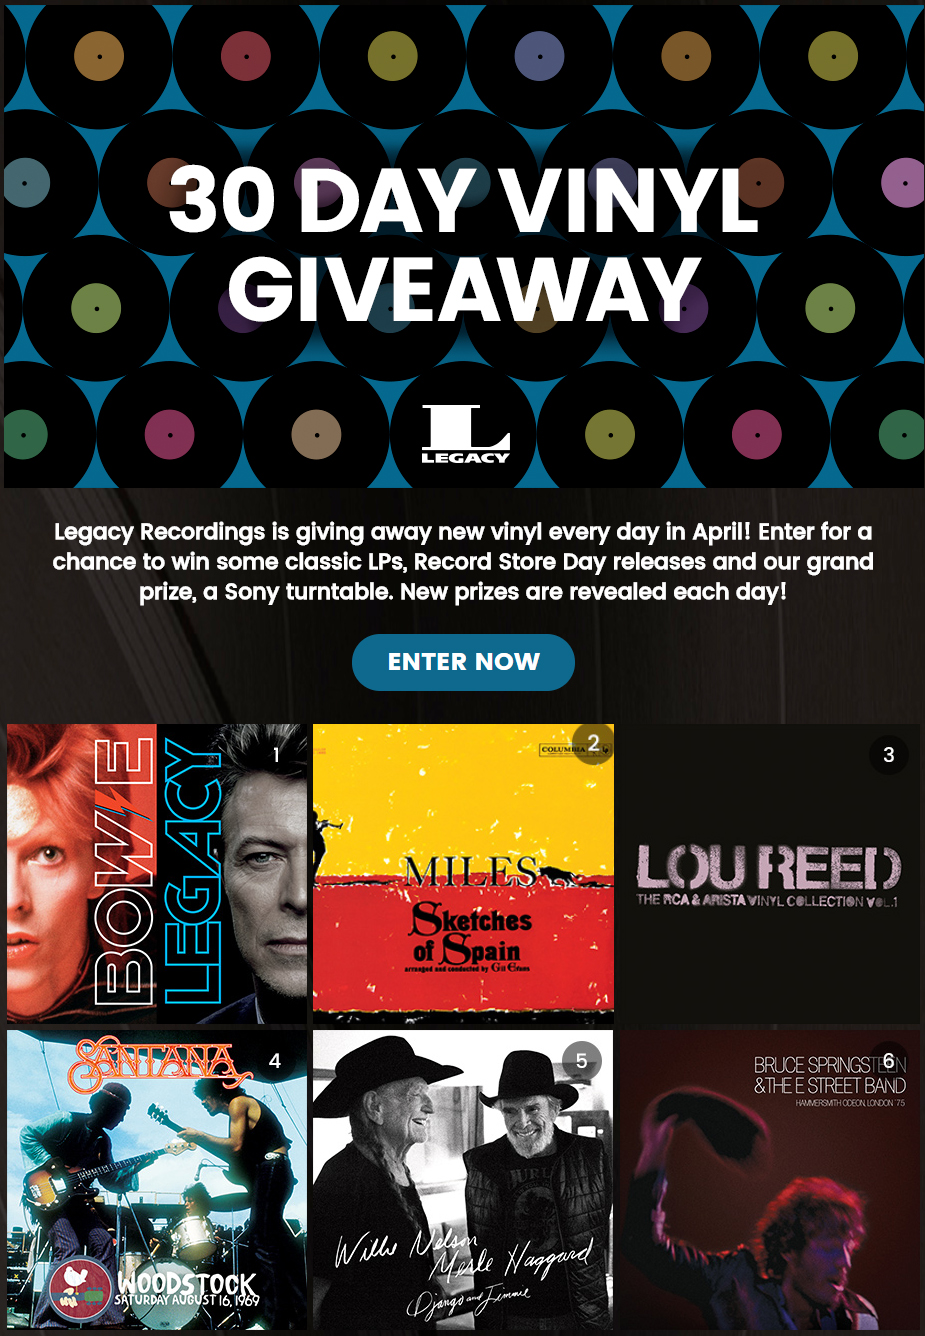 30 DAY VINYL
GIVEAWAY
LEGACY
Legacy Recordings is giving away new vinyl every day in April! Enter for a
chance to win some classic LPs, Record Store Day releases and our grand
prize, a Sony turntable. New prizes are revealed each day!
ENTER NOW
BOWIE
LEGACY
1
COLUMBIA
2
MILES
Sketches
of Spain
arranged and conducted by Gil Evans
3
LOU REED
THE RCA & ARISTA VINYL COLLECTION VOL.1
SANTANA
4
WOODSTOCK
SATURDAY AUGUST 16, 1969
5
Willie Nelson
Merle Haggard
Django and Jimmie
6
BRUCE SPRINGSTEEN
& THE E STREET BAND
HAMMERSMITH ODEON, LONDON '75